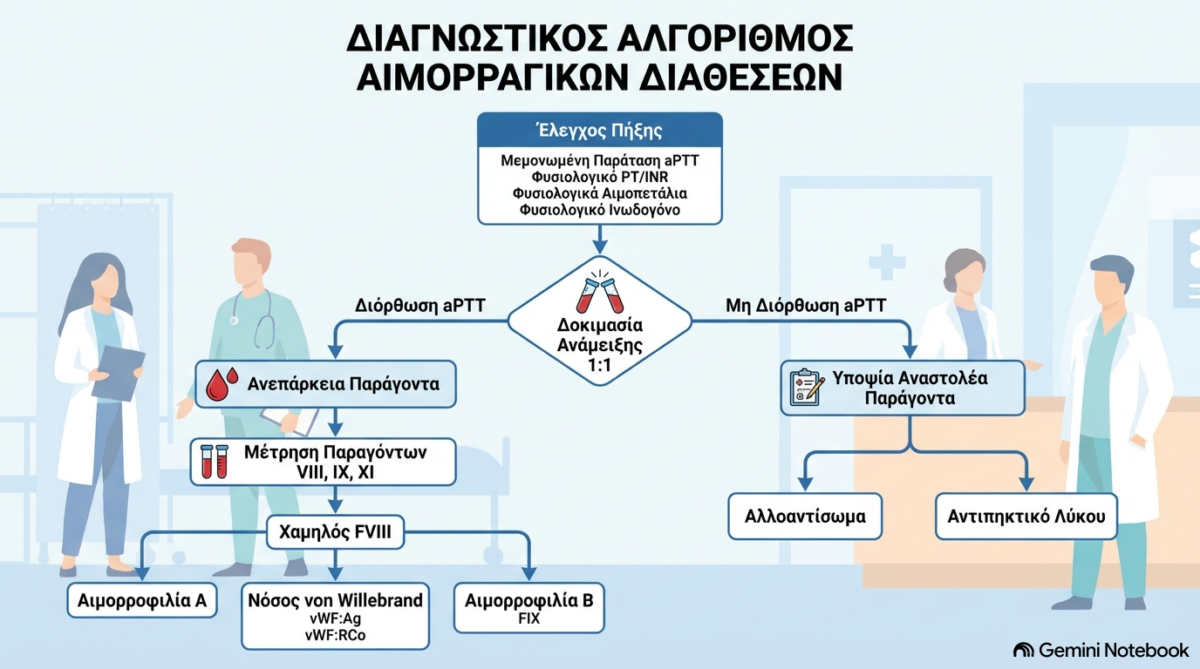 ΔΙΑΓΝΩΣΤΙΚΟΣ ΑΛΓΟΡΙΘΜΟΣ
ΑΙΜΟΡΡΑΓΙΚΩΝ ΔΙΑΘΕΣΕΩΝ
Έλεγχος Πήξης
Μεμονωμένη Παράταση aPTT
Φυσιολογικό PT/INR
Φυσιολογικά Αιμοπετάλια
Φυσιολογικό Ινωδογόνο
Διόρθωση aPTT
Δοκιμασία
Ανάμειξης
1:1
Μη Διόρθωση aPTT
Ανεπάρκεια Παράγοντα
Υποψία Αναστολέα
Παράγοντα
Μέτρηση Παραγόντων
VIII, IX, XI
Αλλοαντίσωμα
Αντιπηκτικό Λύκου
Χαμηλός FVIII
Αιμορροφιλία Α
Νόσος von Willebrand
vWF:Ag
vWF:RCo
Αιμορροφιλία Β
FIX
Gemini Notebook